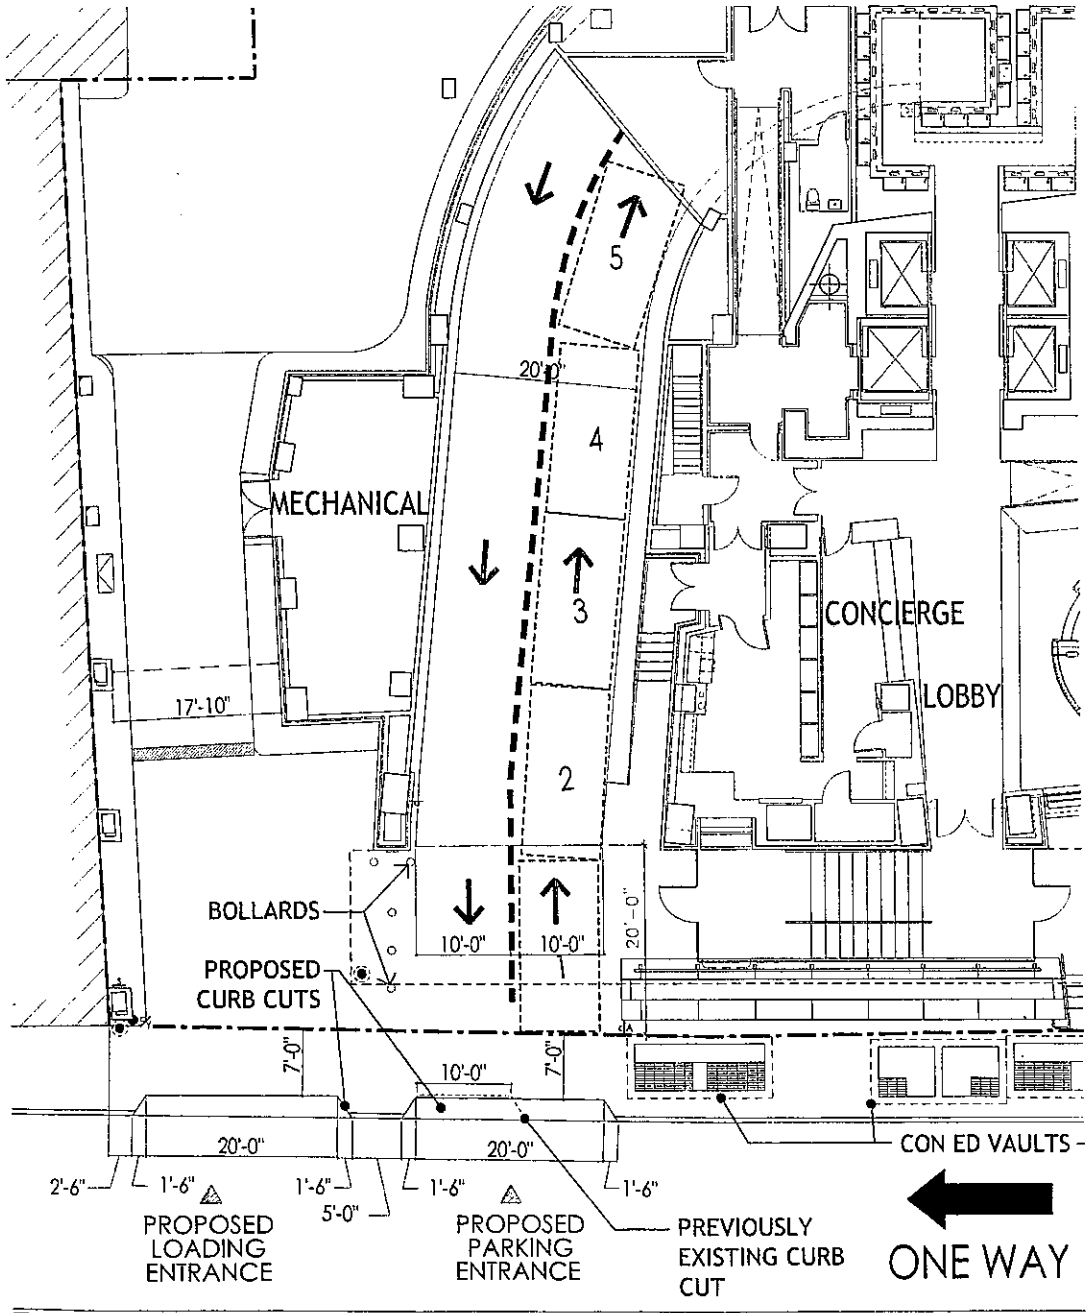 5
20'-0"
4
MECHANICAL
3
CONCIERGE
LOBBY
17'-10"
2
BOLLARDS
10'-0"
10'-0"
20'-0"
PROPOSED
CURB CUTS
7'-0"
10'-0"
7'-0"
20'-0"
20'-0"
CON ED VAULTS
2'-6"
1'-6"
1'-6"
5'-0"
1'-6"
1'-6"
PROPOSED
LOADING
ENTRANCE
PROPOSED
PARKING
ENTRANCE
PREVIOUSLY
EXISTING CURB
CUT
ONE WAY